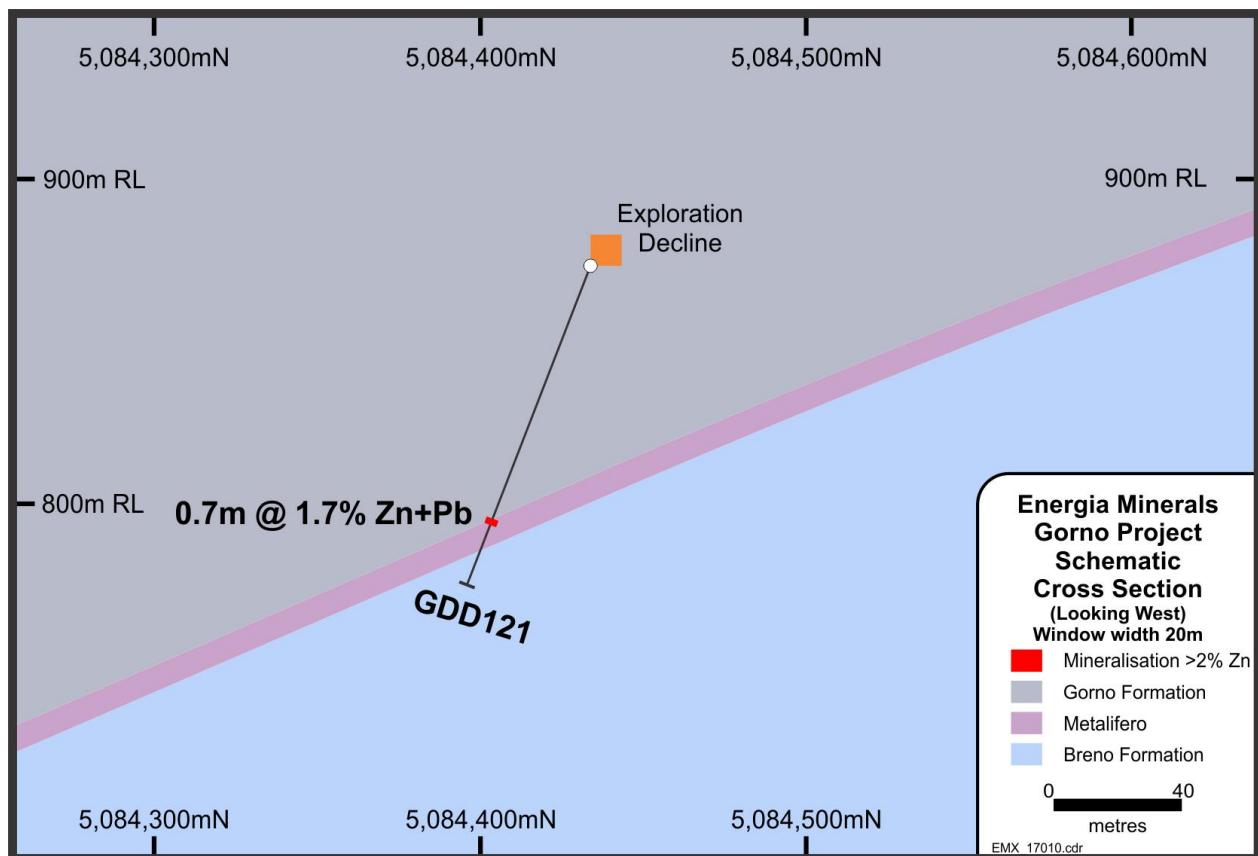 5,084,300mN 5,084,400mN 5,084,500mN 5,084,600mN
900m RL 900m RL
Exploration
Decline
800m RL
0.7m @ 1.7% Zn+Pb
GDD121
Energia Minerals
Gorno Project
Schematic
Cross Section
(Looking West)
Window width 20m
Mineralisation >2% Zn
Gorno Formation
Metalifero
Breno Formation
0 40
metres
EMX_17010.cdr
5,084,300mN 5,084,400mN 5,084,500mN